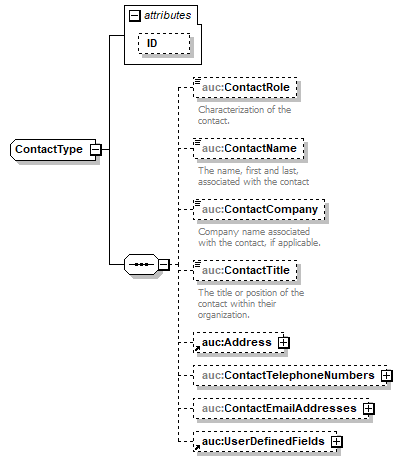 attributes
ID
ContactType
auc:ContactRole
Characterization of the
contact.
auc:ContactName
The name, first and last,
associated with the contact
auc:ContactCompany
Company name associated
with the contact, if applicable.
auc:ContactTitle
The title or position of the
contact within their
organization.
auc:Address
auc:ContactTelephoneNumbers
auc:ContactEmailAddresses
auc:UserDefinedFields